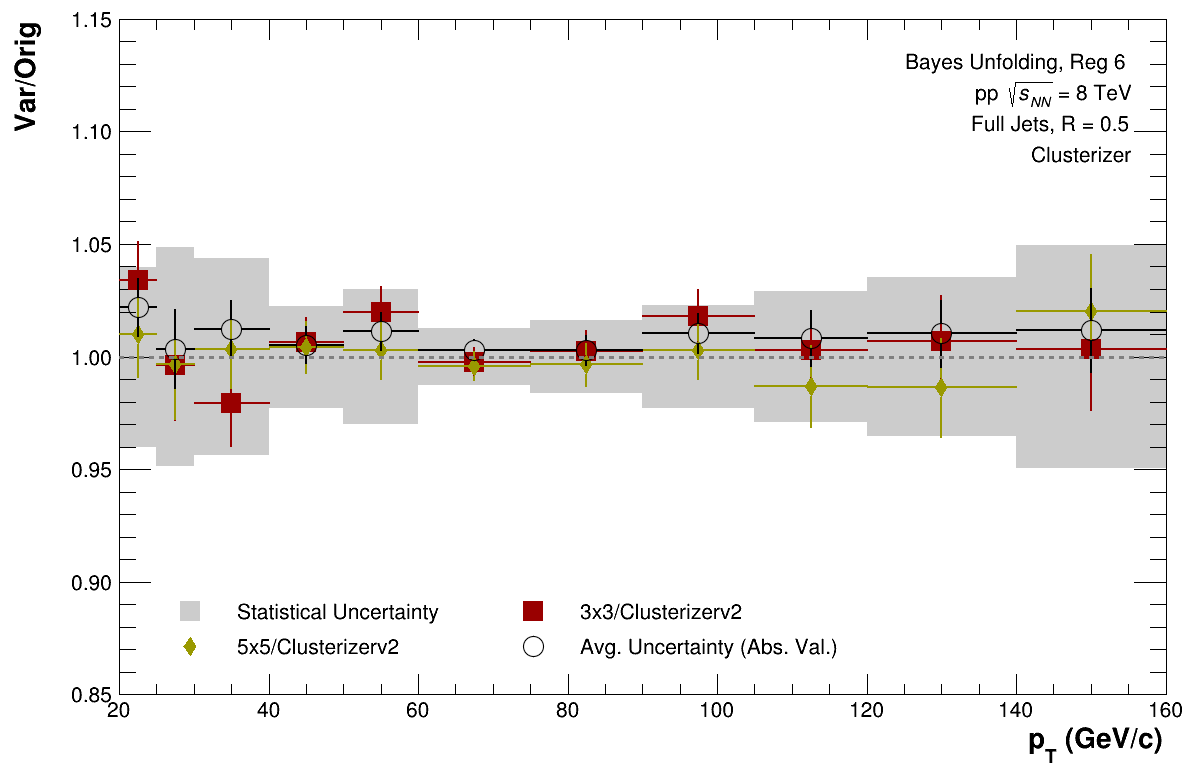 Var/Orig
1.15
1.10
1.05
1.00
0.95
0.90
0.85
Bayes Unfolding, Reg 6
pp √sNN = 8 TeV
Full Jets, R = 0.5
Clusterizer
Statistical Uncertainty
3x3/Clusterizerv2
5x5/Clusterizerv2
Avg. Uncertainty (Abs. Val.)
20 40 60 80 100 120 140 160
pT (GeV/c)